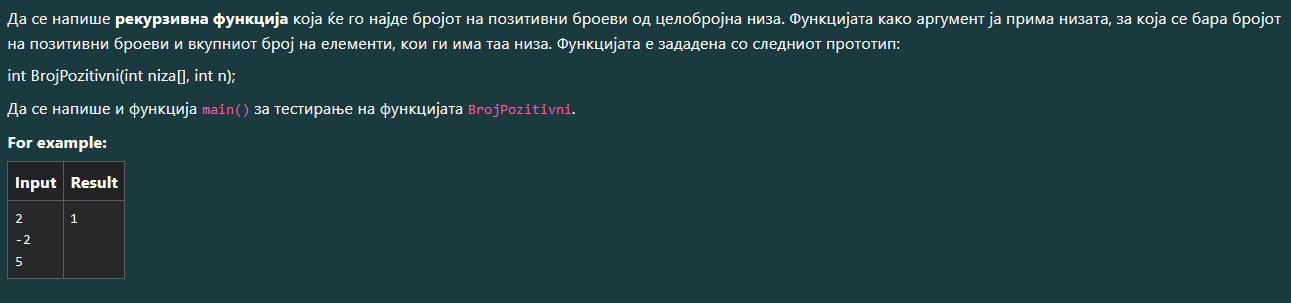 Да се напише рекурзивна функција која ќе го најде бројот на позитивни броеви од целобројна низа. Функцијата како аргумент ја прима низата, за која се бара бројот
на позитивни броеви и вкупниот број на елементи, кои ги има таа низа. Функцијата е зададена со следниот прототип:
int BrojPozitivni(int niza[], int n);
Да се напише и функција main() за тестирање на функцијата BrojPozitivni.
For example:
Input Result
2 1
-2
5